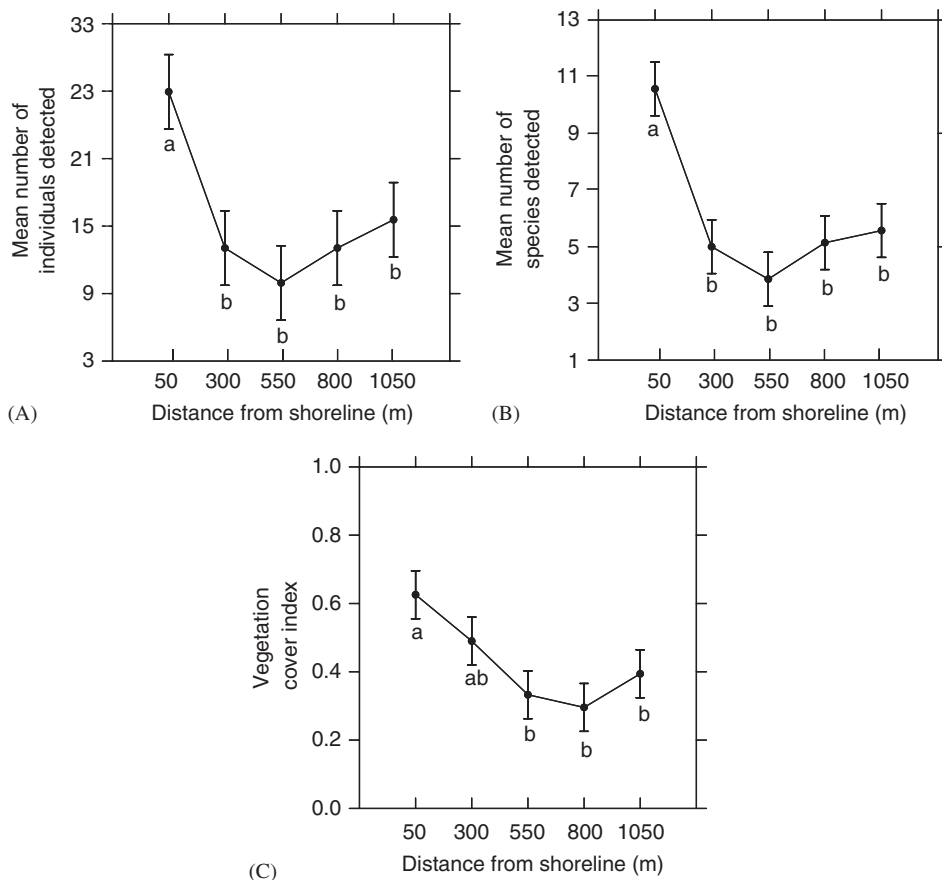 33
23
21
15
9
3
Mean number of
individuals detected
a
b
b
b
b
50 300 550 800 1050
Distance from shoreline (m)
(A)
13
11
9
7
5
3
1
Mean number of
species detected
a
b
b
b
b
50 300 550 800 1050
Distance from shoreline (m)
(B)
1.0
0.8
0.6
0.4
0.2
0.0
Vegetation
cover index
a
ab
b
b
b
50 300 550 800 1050
Distance from shoreline (m)
(C)